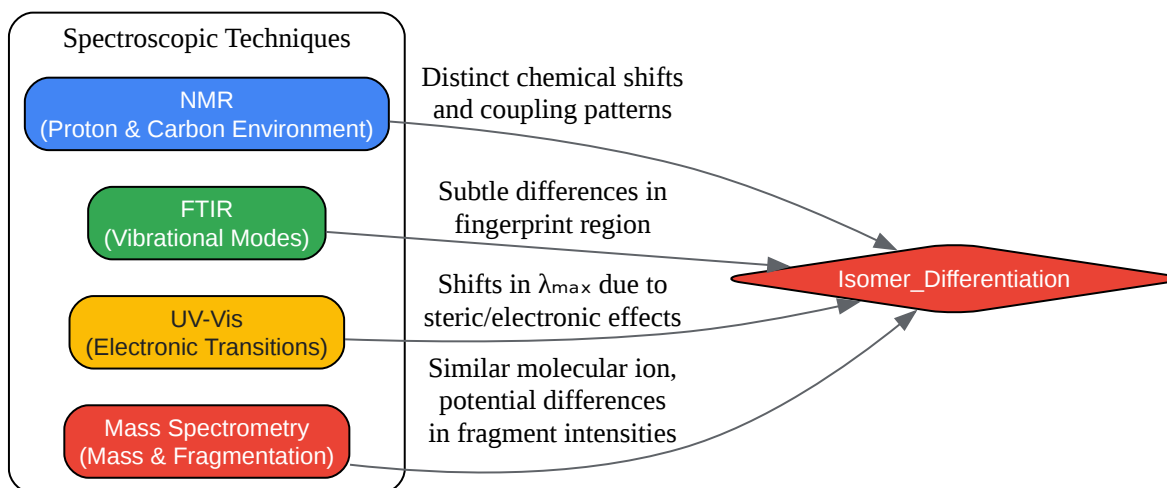 Spectroscopic Techniques
NMR
(Proton & Carbon Environment)
Distinct chemical shifts
and coupling patterns
FTIR
(Vibrational Modes)
Subtle differences in
fingerprint region
Isomer_Differentiation
UV-Vis
(Electronic Transitions)
Shifts in λₘₐₓ due to
steric/electronic effects
Mass Spectrometry
(Mass & Fragmentation)
Similar molecular ion,
potential differences
in fragment intensities